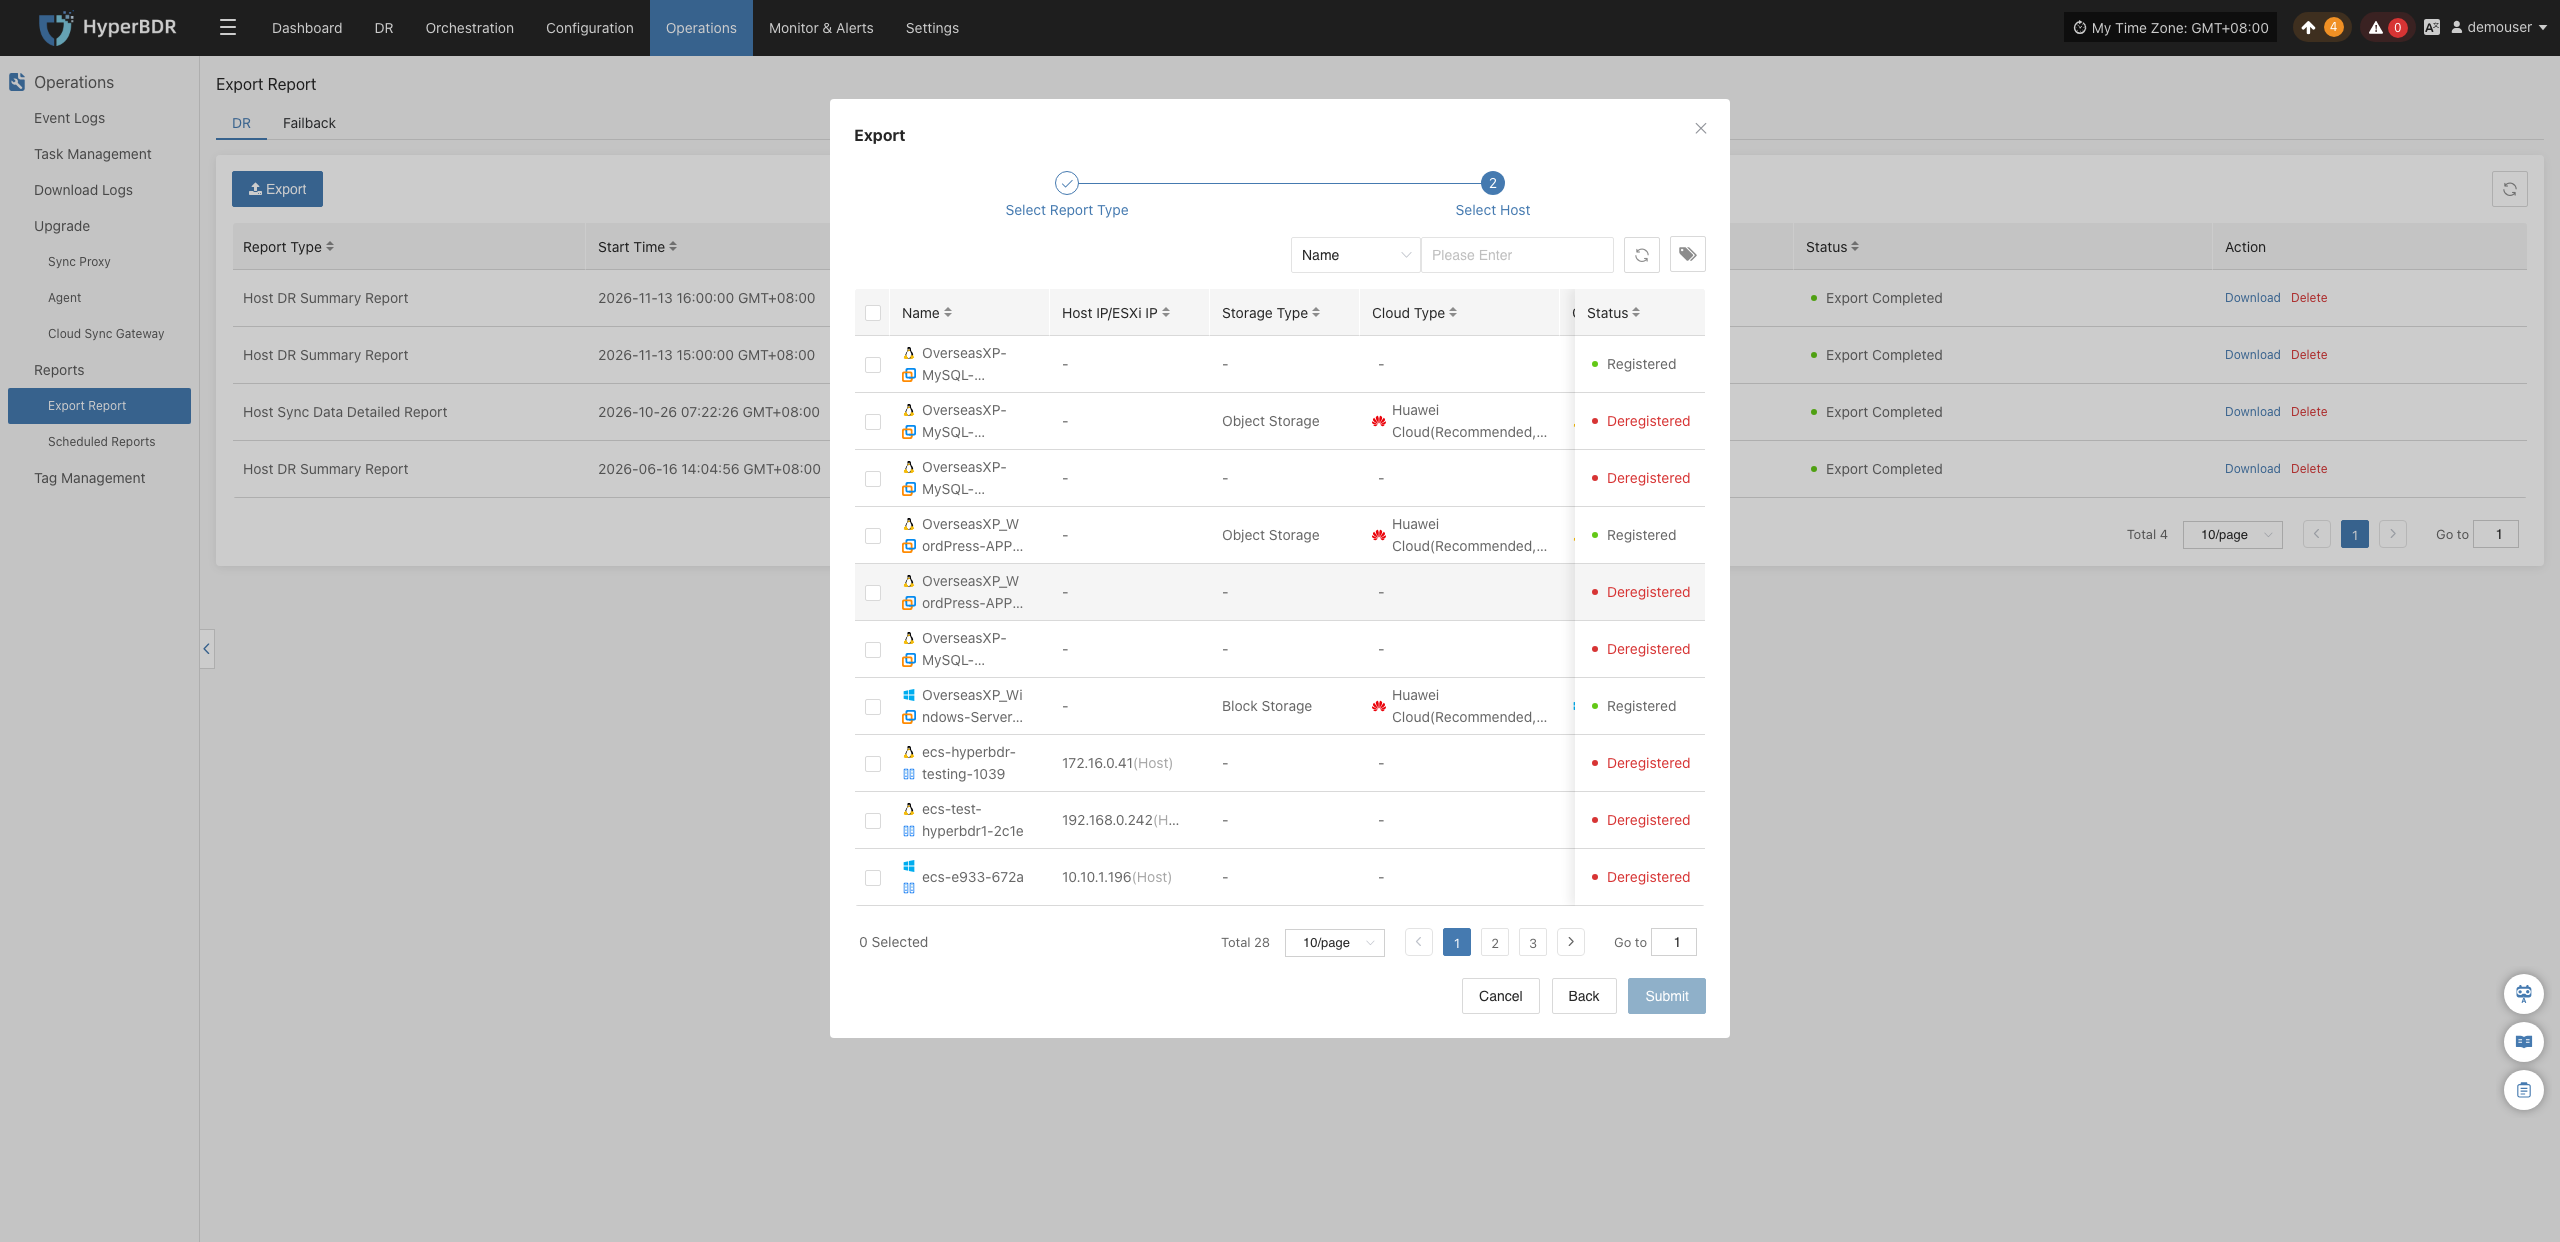 HyperBDR
Dashboard
DR
Orchestration
Configuration
Operations
Monitor & Alerts
Settings
My Time Zone: GMT+08:00
4
0
demouser
Operations
Event Logs
Task Management
Download Logs
Upgrade
Sync Proxy
Agent
Cloud Sync Gateway
Reports
Export Report
Scheduled Reports
Tag Management
Export Report
DR
Failback
Export
Report Type
Start Time
Status
Action
Host DR Summary Report
2026-11-13 16:00:00 GMT+08:00
Export Completed
Download
Delete
Host DR Summary Report
2026-11-13 15:00:00 GMT+08:00
Export Completed
Download
Delete
Host Sync Data Detailed Report
2026-10-26 07:22:26 GMT+08:00
Export Completed
Download
Delete
Host DR Summary Report
2026-06-16 14:04:56 GMT+08:00
Export Completed
Download
Delete
Total 4
10/page
1
Go to
1
Export
2
Select Report Type
Select Host
Name
Please Enter
Name
Host IP/ESXi IP
Storage Type
Cloud Type
Status
OverseasXP-
MySQL-...
-
-
-
Registered
OverseasXP-
MySQL-...
-
Object Storage
Huawei
Cloud(Recommended,...
Deregistered
OverseasXP-
MySQL-...
-
-
-
Deregistered
OverseasXP_W
ordPress-APP...
-
Object Storage
Huawei
Cloud(Recommended,...
Registered
OverseasXP_W
ordPress-APP...
-
-
-
Deregistered
OverseasXP-
MySQL-...
-
-
-
Deregistered
OverseasXP_Wi
ndows-Server...
-
Block Storage
Huawei
Cloud(Recommended,...
Registered
ecs-hyperbdr-
testing-1039
172.16.0.41(Host)
-
-
Deregistered
ecs-test-
hyperbdr1-2c1e
192.168.0.242(H...
-
-
Deregistered
ecs-e933-672a
10.10.1.196(Host)
-
-
Deregistered
0 Selected
Total 28
10/page
1
2
3
Go to
1
Cancel
Back
Submit